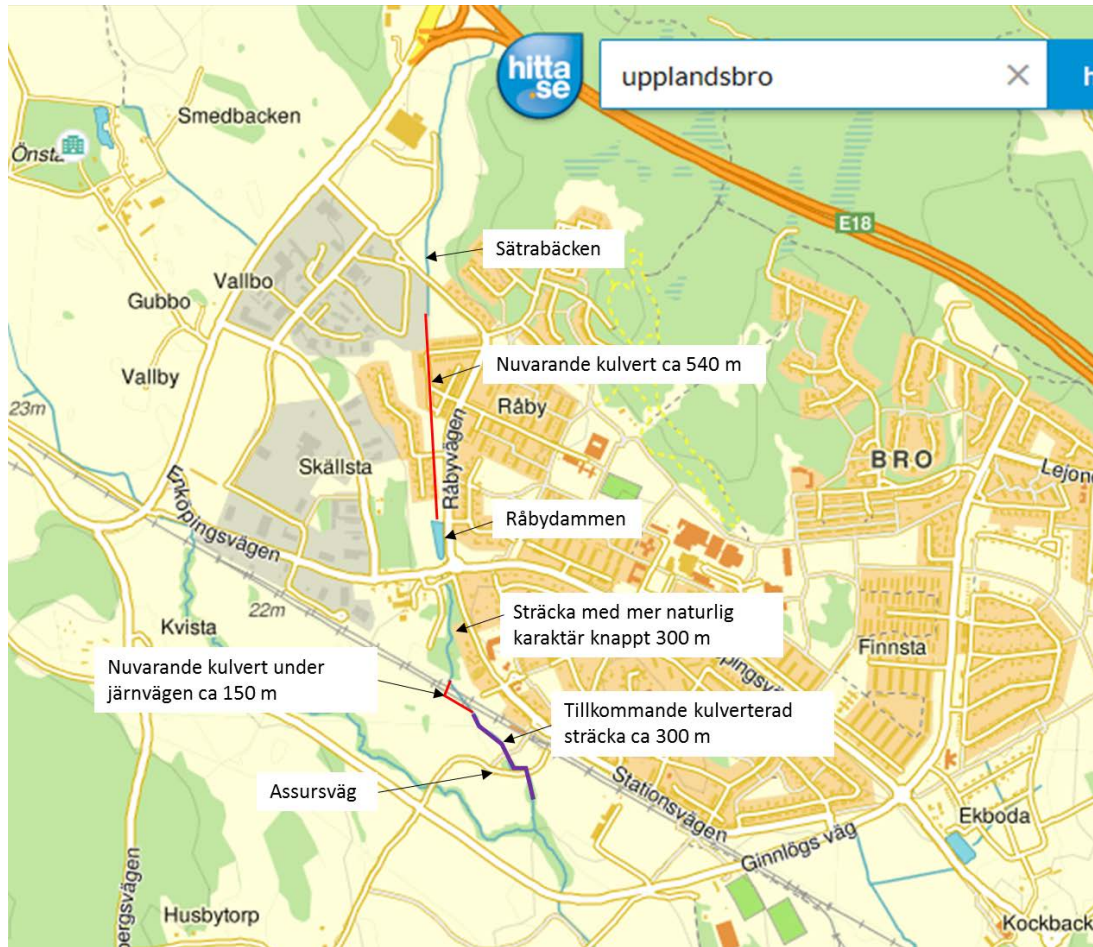 hitta
.se
upplandsbro
h
Smedbacken
Önsta
E18
Sätrabäcken
Vallbo
Gubbo
Vallby
Nuvarande kulvert ca 540 m
23m
Råby
Råbyvägen
Skällsta
BRO
Lejon
Enköpingsvägen
Råbydammen
22m
Kvista
Sträcka med mer naturlig
karaktär knappt 300 m
Finnsta
öpingsv
Nuvarande kulvert under
järnvägen ca 150 m
Tillkommande kulverterad
sträcka ca 300 m
Assursväg
Stationsvägen
Ginnlögs väg
Ekboda
bergsvägen
Husbytorp
Kockback